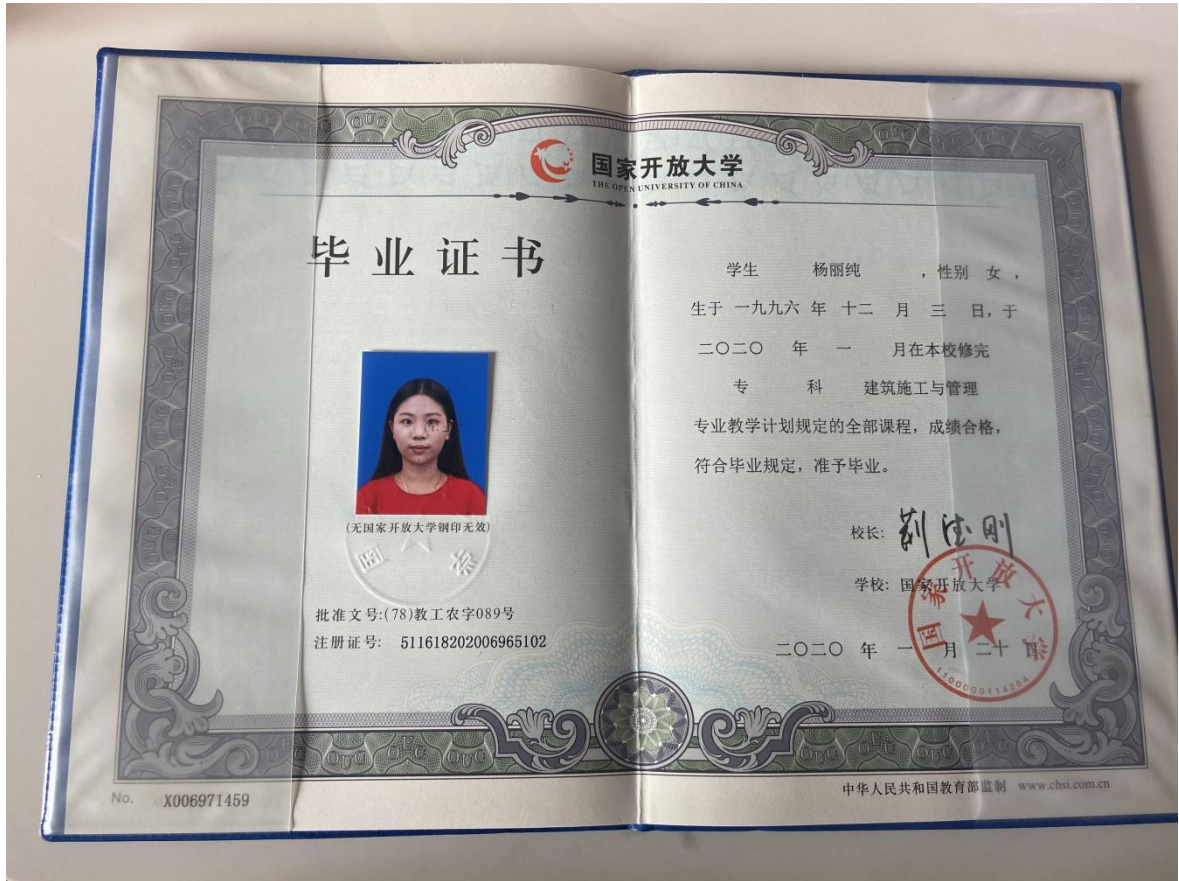 国家开放大学
THE OPEN UNIVERSITY OF CHINA
毕业证书
(无国家开放大学钢印无效)
批准文号:(78)教工农字089号
注册证号: 511618202006965102
No. X006971459
学生 杨丽纯 ,性别 女 ,
生于 一九九六 年 十二 月 三 日,于
二〇二〇 年 一 月在本校修完
专 科 建筑施工与管理
专业教学计划规定的全部课程,成绩合格,
符合毕业规定,准予毕业。
校长:
学校: 国家开放大学
二〇二〇 年 一 月 二十 日
国家开放大学
1100000114264
中华人民共和国教育部监制 www.chsi.com.cn